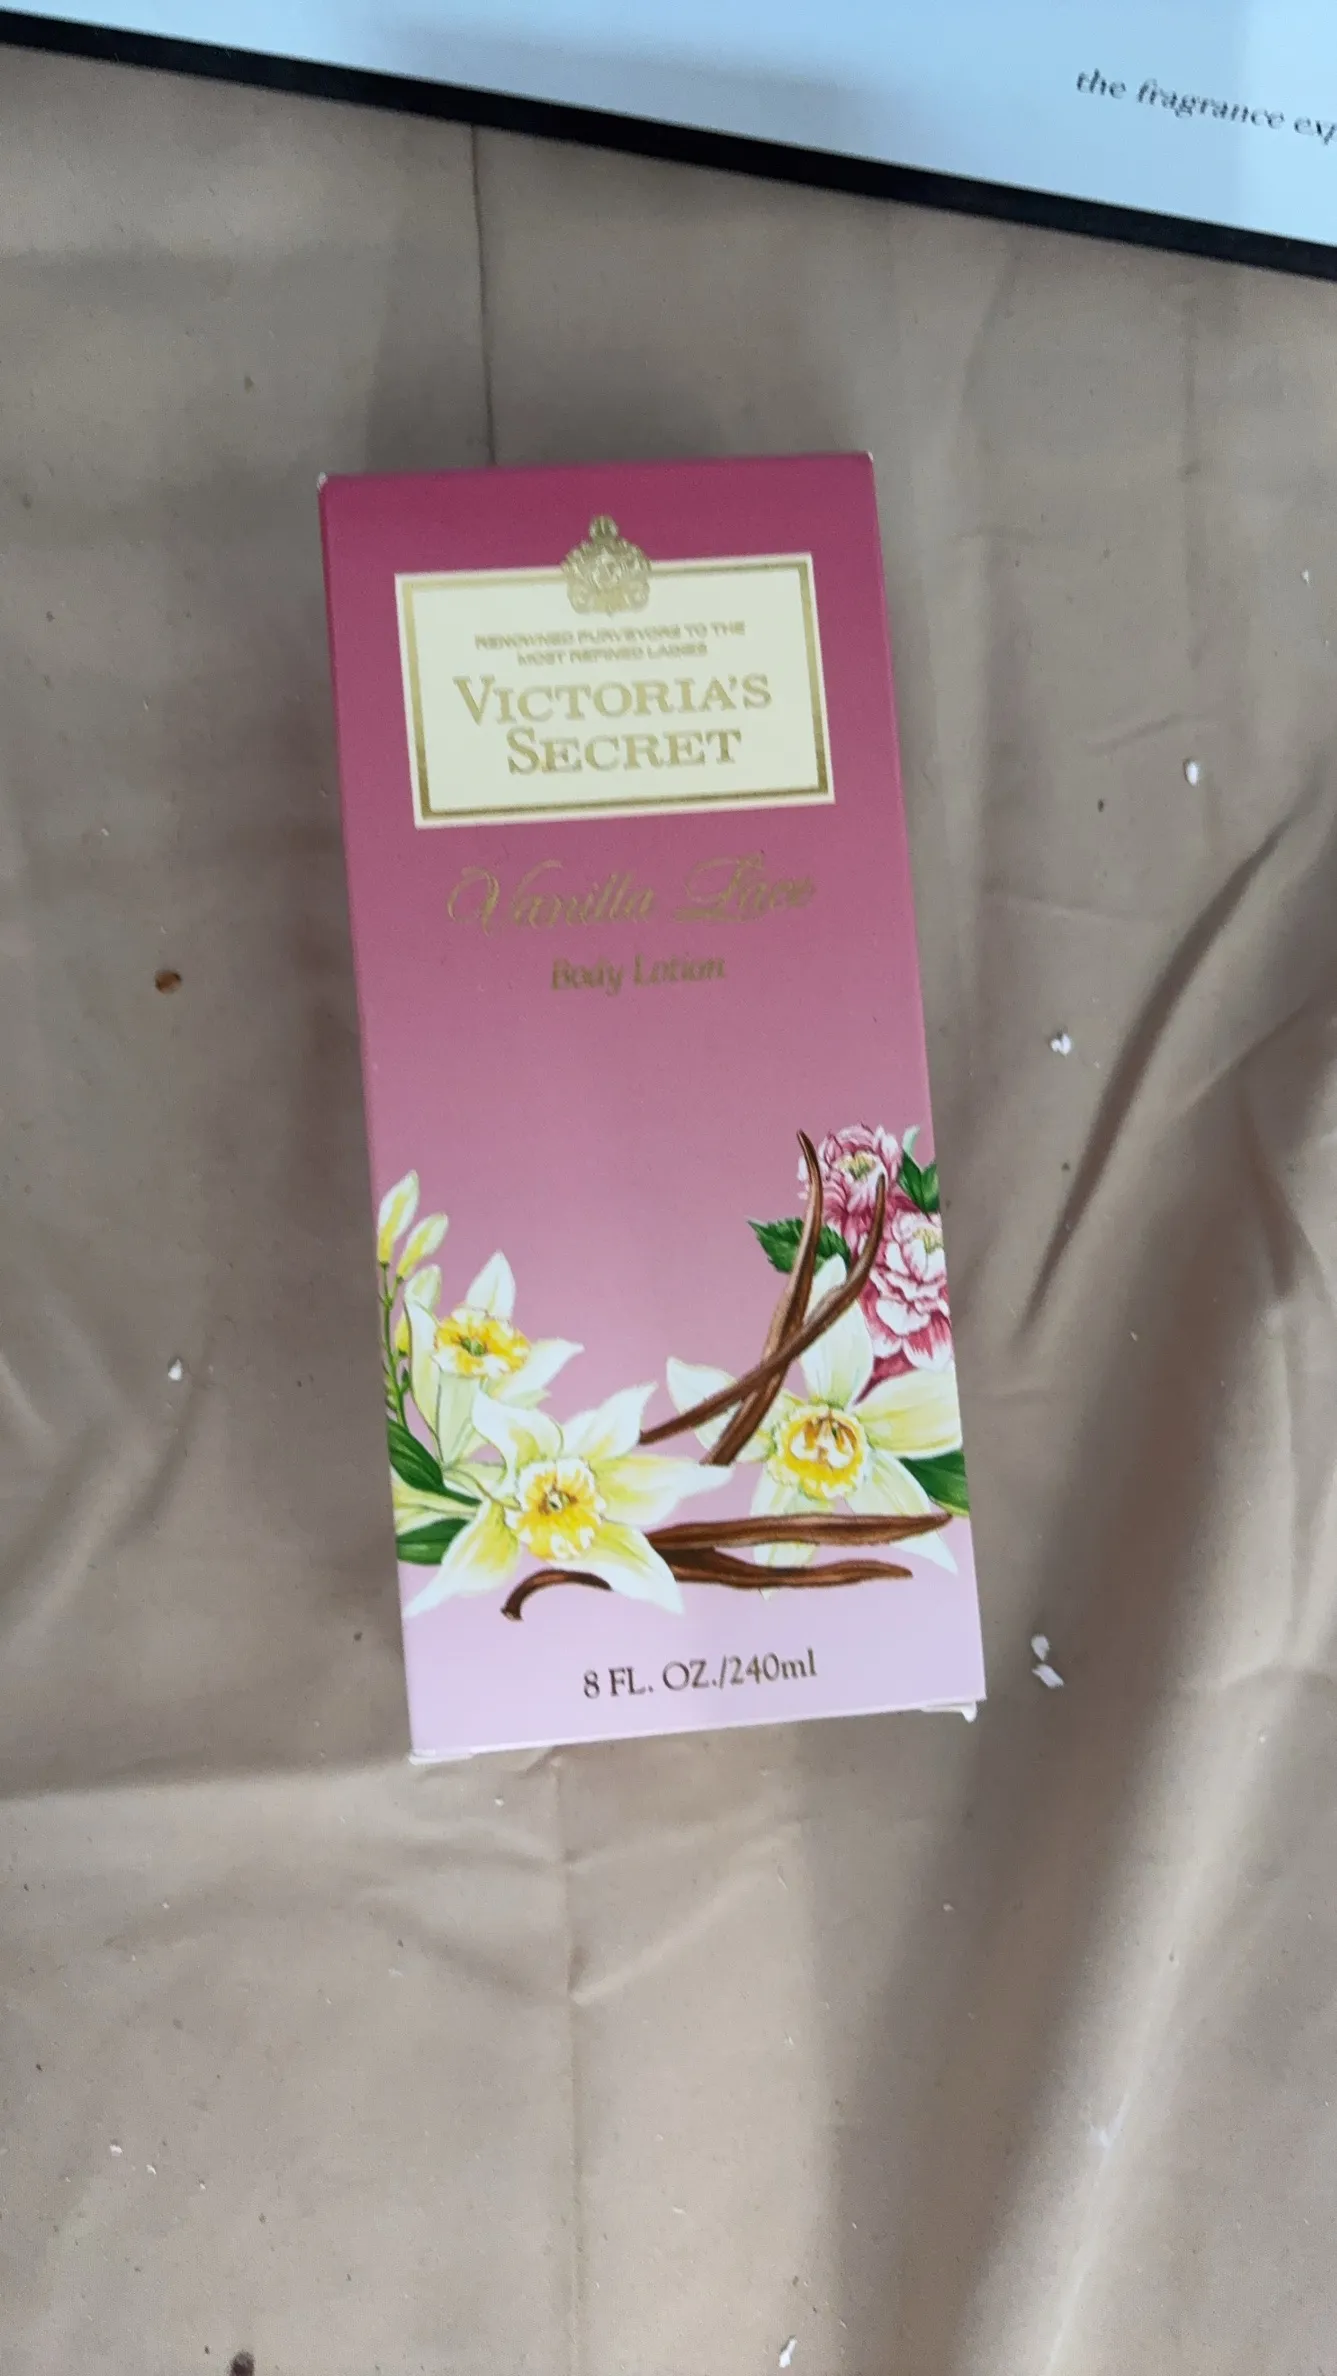 the fragrance exp
RENOWNED PURVEYORS TO THE
MOST REFINED LADIES
VICTORIA'S
SECRET
Vanilla Lace
Body Lotion
8 FL. OZ./240ml